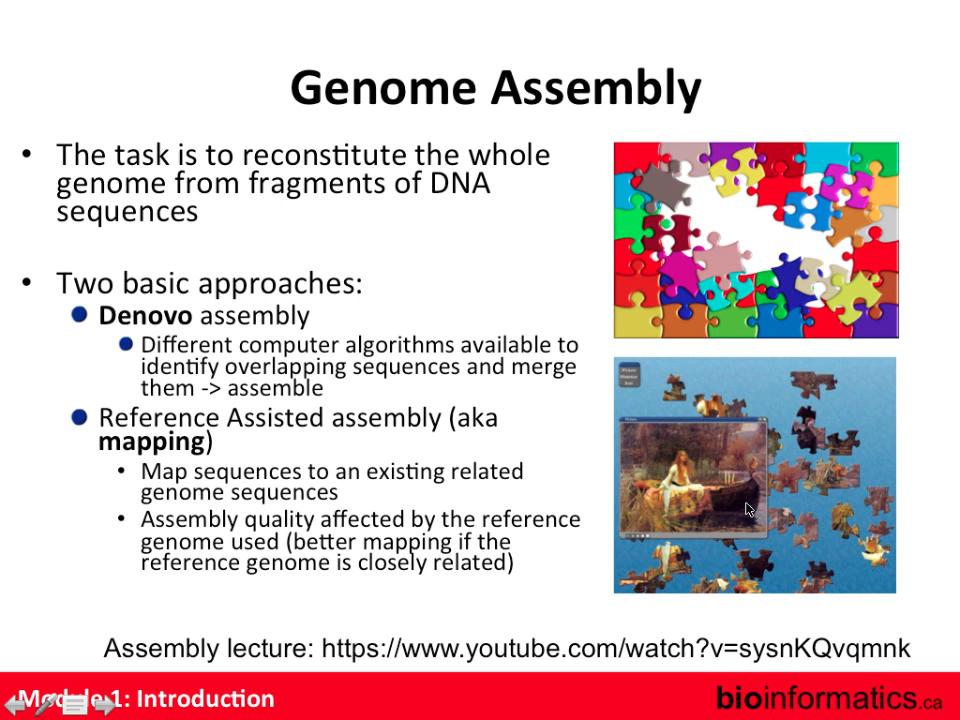 Genome Assembly
• The task is to reconstitute the whole
genome from fragments of DNA
sequences
• Two basic approaches:
Denovo assembly
Different computer algorithms available to
identify overlapping sequences and merge
them -> assemble
Reference Assisted assembly (aka
mapping)
• Map sequences to an existing related
genome sequences
• Assembly quality affected by the reference
genome used (better mapping if the
reference genome is closely related)
Assembly lecture: https://www.youtube.com/watch?v=sysnKQvqmnk
Module 1: Introduction
bioinformatics.ca